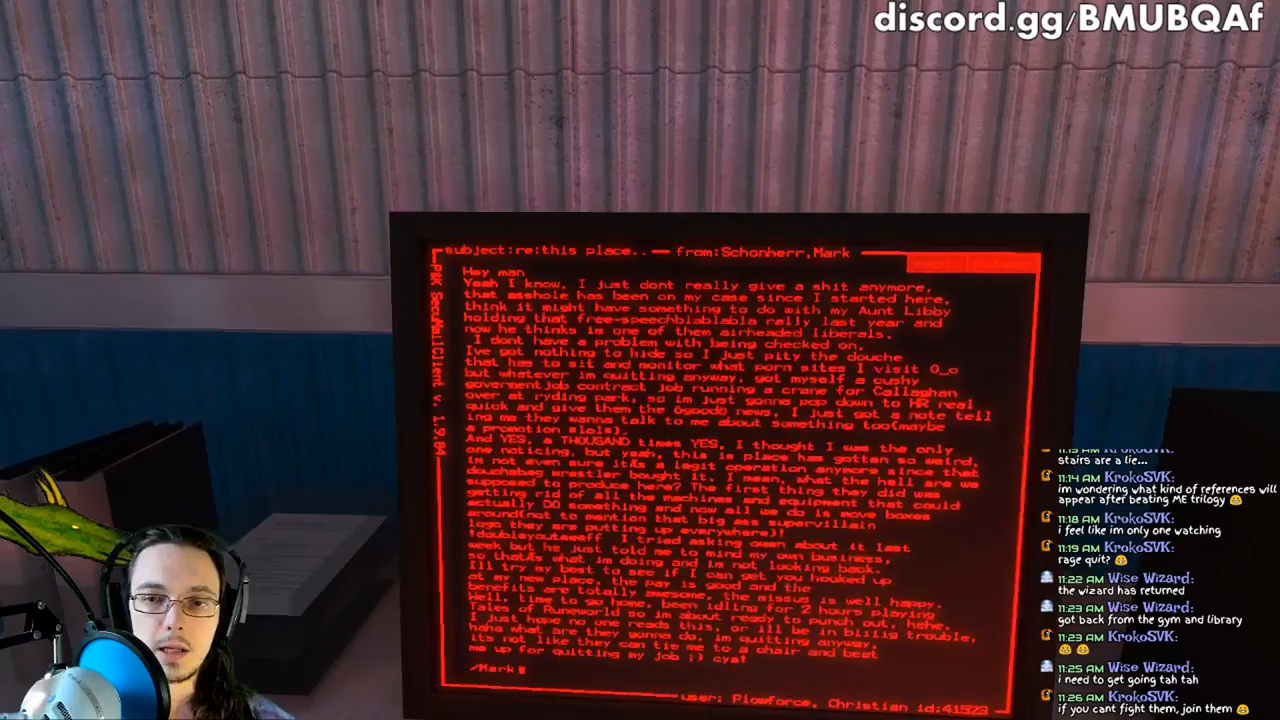 discord.gg/BMUBQAf
subject:re:this place.. — from:Schonherr,Mark
P&K SecuMailClient v. 1.9.84
Hey man
Yeah I know, I just dont really give a shit anymore,
that asshole has been on my case since I started here,
think it might have something to do with my Aunt Libby
holding that free-speechblablabla rally last year and
now he thinks im one of them airheaded liberals.
I dont have a problem with being checked on,
Ive got nothing to hide so I just pity the douche
that has to sit and monitor what porn sites I visit O_o
but whatever im quitting anyway, got myself a cushy
govermentjob contract job running a crane for Callaghan
over at ryding park, so im just gonna pop down to HR real
quick and give them the ögoodö news, I just got a note tell
ing me they wanna talk to me about something too(maybe
a promotion *lol*).
And YES, a THOUSAND times YES, I thought I was the only
one noticing, but yeah, this is place has gotten so weird,
im not even sure itÄs a legit operation anymore since that
douchebag wrestler bought it. I mean, what the hell are we
supposed to produce here? The first thing they did was
getting rid of all the machines and equipment that could
actually DO something and now all we do is move boxes
around(not to mention that big ass supervillain
logo they are putting up everywhere)!
I tried asking about it last
week but he just told me to mind my own business,
so thatÄs what im doing and im not looking back.
Ill try my best to see if I can get you hooked up
at my new place, the pay is good and the
benefits are totally awesome, the missus is well happy.
Hell, time to go home, been idling for 2 hours playing
Tales of Runeworld so im about ready to punch out, hehe.
I just hope no one reads this, or ill be in biiiig trouble,
haha what are they gonna do, im quitting anyway,
its not like they can tie me to a chair and beat
me up for quitting my job ;) cya!
/Mark
user: Plowforce, Christian id:41523
11:13 AM KrokoSVK:
stairs are a lie...
11:14 AM KrokoSVK:
im wondering what kind of references will
appear after beating ME trilogy
11:18 AM KrokoSVK:
i feel like im only one watching
11:19 AM KrokoSVK:
rage quit?
11:22 AM Wise Wizard:
the wizard has returned
11:23 AM Wise Wizard:
got back from the gym and library
11:23 AM KrokoSVK:
11:25 AM Wise Wizard:
i need to get going tah tah
11:26 AM KrokoSVK:
if you cant fight them, join them